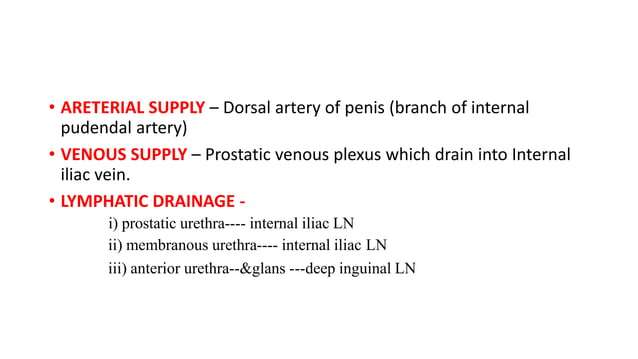 • ARETERIAL SUPPLY – Dorsal artery of penis (branch of internal
pudendal artery)
• VENOUS SUPPLY – Prostatic venous plexus which drain into Internal
iliac vein.
• LYMPHATIC DRAINAGE -
i) prostatic urethra---- internal iliac LN
ii) membranous urethra---- internal iliac LN
iii) anterior urethra--&glans ---deep inguinal LN